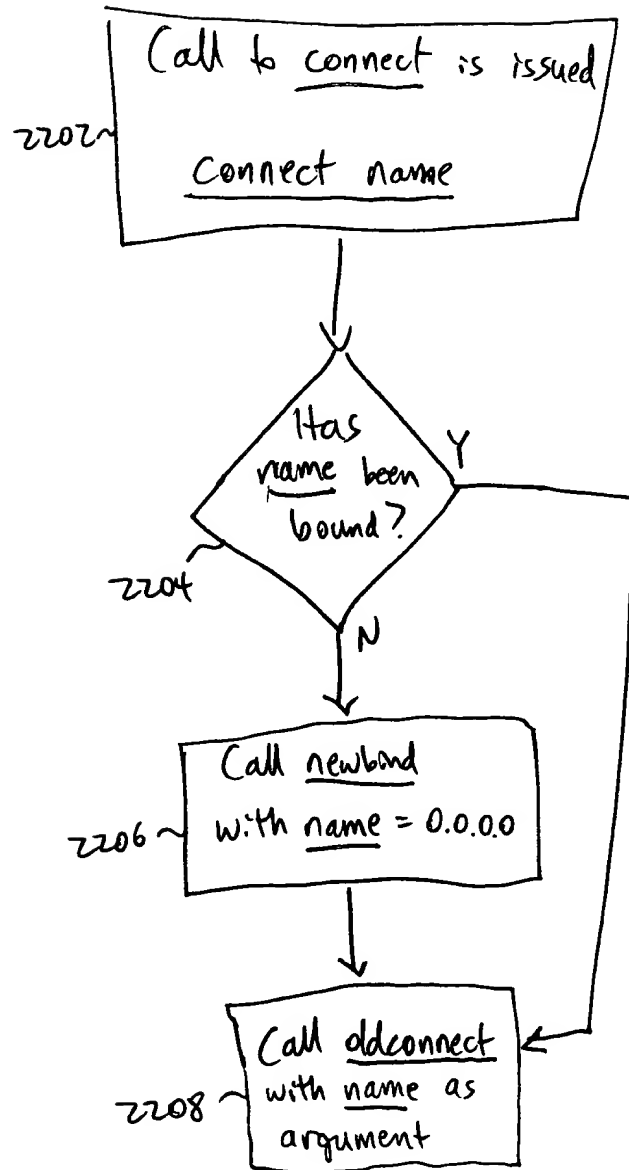 Call to connect is issued
2202
connect name
Has
name been
bound?
Y
2204
N
Call newbind
with name = 0.0.0.0
2206
Call oldconnect
with name as
argument
2208